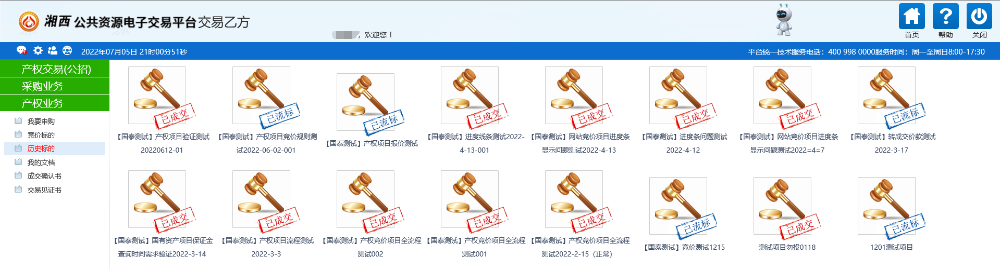 湘西 公共资源电子交易平台交易乙方
，欢迎您！
首页
帮助
关闭
2022年07月05日 21时00分51秒
平台统一技术服务电话：400 998 0000服务时间：周一至周日8:00-17:30
产权交易(公招)
采购业务
产权业务
我要申购
竞价标的
历史标的
我的文档
成交确认书
交易见证书
已成交
【国泰测试】产权项目验证测试
20220612-01
已流标
【国泰测试】产权项目竞价规则测
试2022-06-02-001
已流标
【国泰测试】产权项目报价测试
已成交
【国泰测试】进度线条测试2022-
4-13-001
已成交
【国泰测试】网站竞价项目进度条
显示问题测试2022-4-13
已成交
【国泰测试】进度条问题测试
2022-4-12
已成交
【国泰测试】网站竞价项目进度条
显示问题测试2022=4=7
已流标
【国泰测试】转成交价款测试
2022-3-17
已成交
【国泰测试】国有资产项目保证金
查询时间需求验证2022-3-14
已成交
【国泰测试】产权项目流程测试
2022-3-3
已成交
【国泰测试】产权竞价项目全流程
测试002
已成交
【国泰测试】产权竞价项目全流程
测试001
已成交
【国泰测试】产权竞价项目全流程
测试2022-2-15（正常）
已流标
【国泰测试】竞价测试1215
已成交
测试项目勿投0118
已流标
1201测试项目